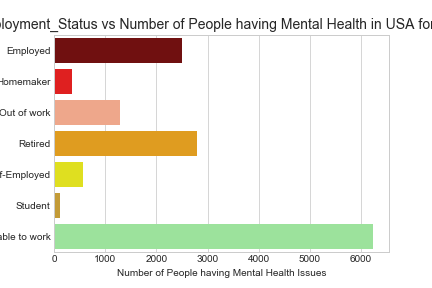 ployment_Status vs Number of People having Mental Health in USA for
Employed
Homemaker
Out of work
Retired
f-Employed
Student
able to work
0 1000 2000 3000 4000 5000 6000
Number of People having Mental Health Issues